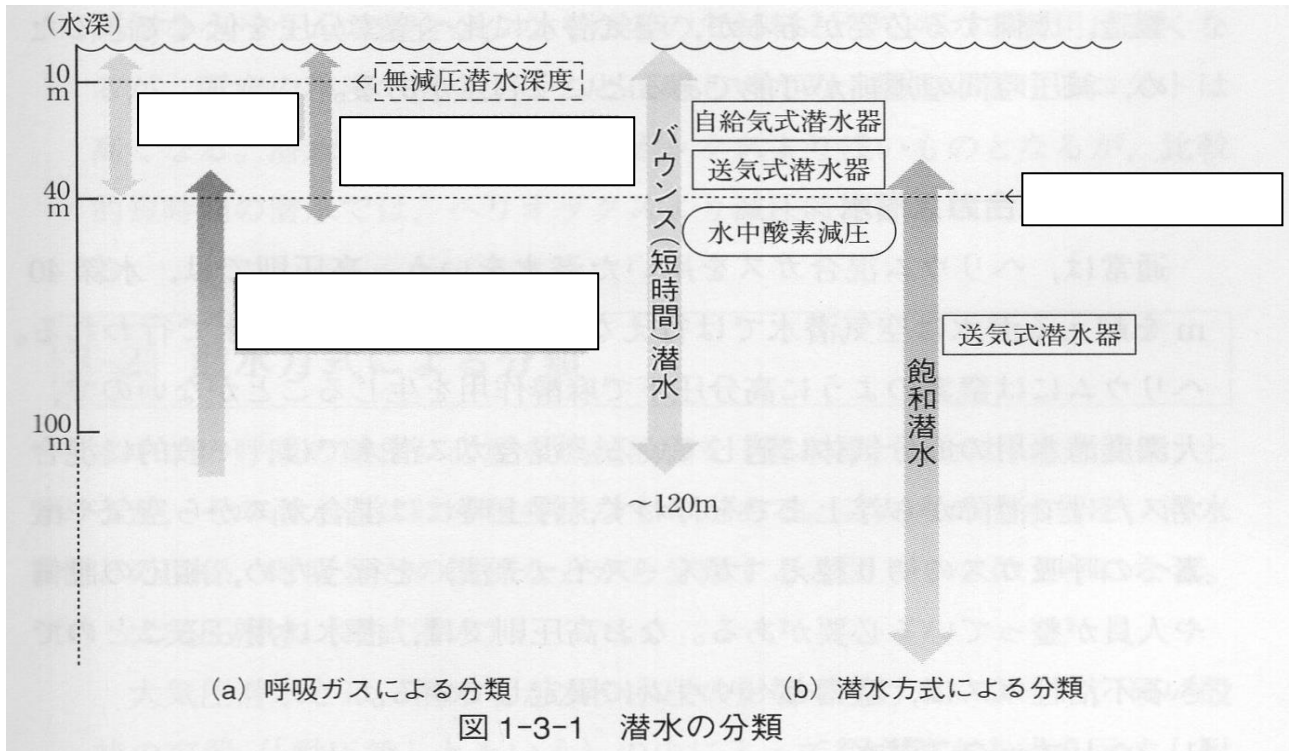 (水深)
10
m
無減圧潜水深度
40
m
100
m
バウンス(短時間)潜水
自給気式潜水器
送気式潜水器
水中酸素減圧
~120m
送気式潜水器
飽和潜水
(a) 呼吸ガスによる分類
(b) 潜水方式による分類
図 1-3-1 潜水の分類